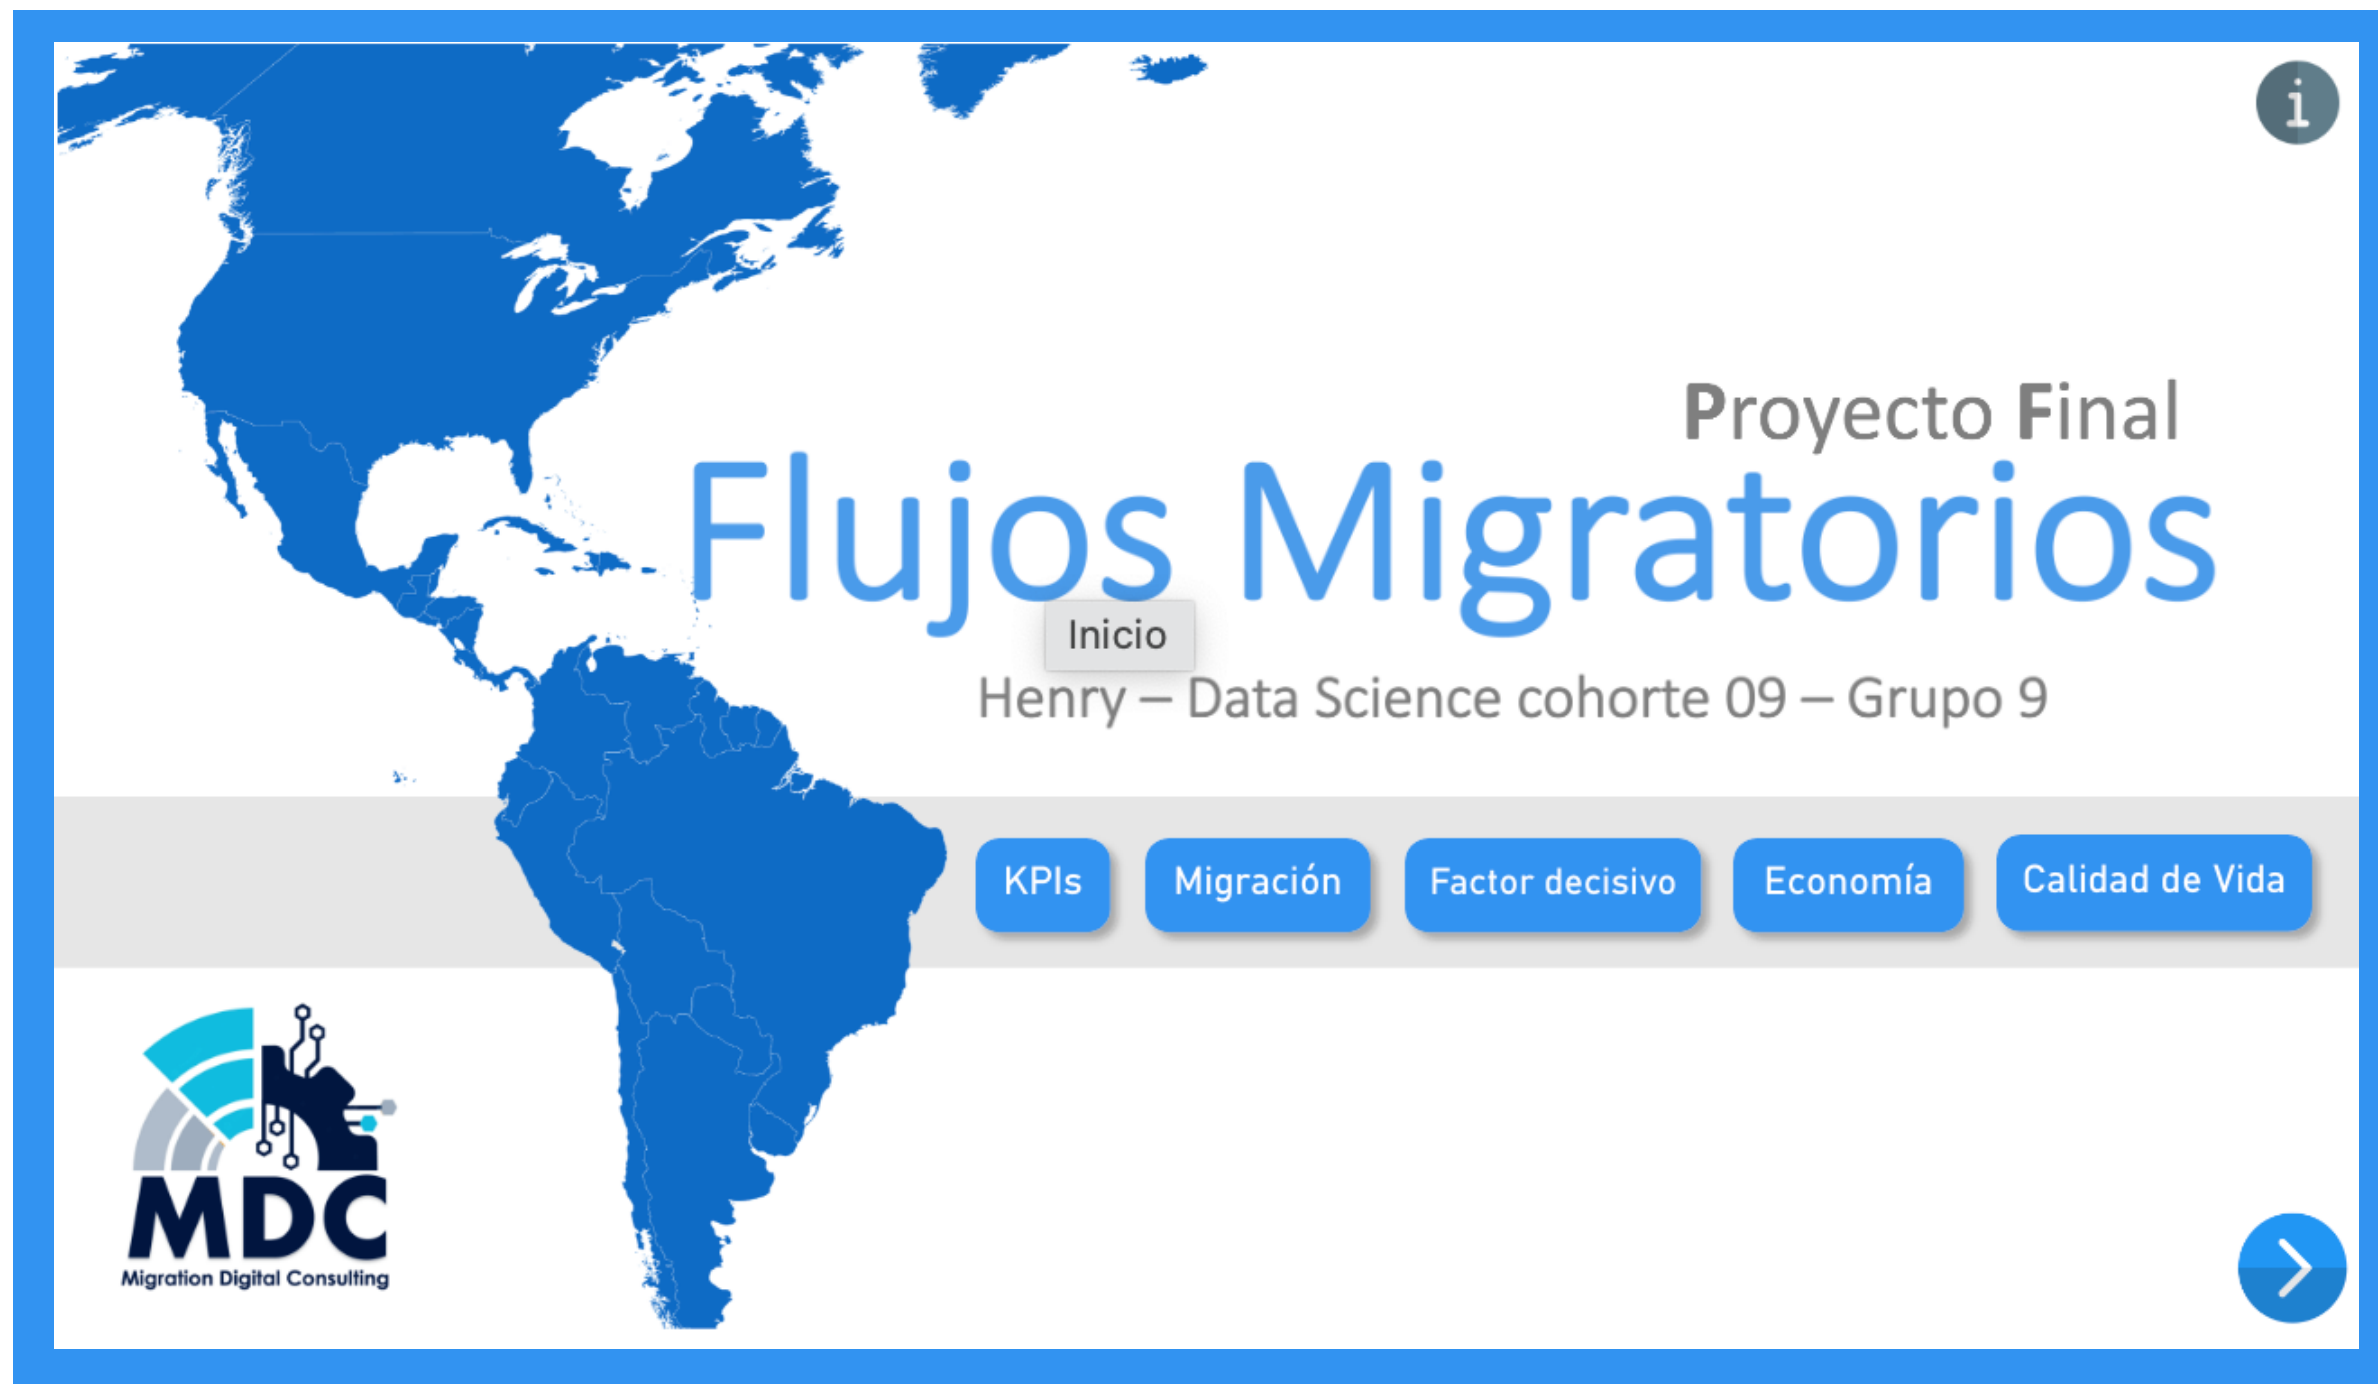 i
Proyecto Final
Flujos Migratorios
Inicio
Henry – Data Science cohorte 09 – Grupo 9
KPIs
Migración
Factor decisivo
Economía
Calidad de Vida
MDC
Migration Digital Consulting